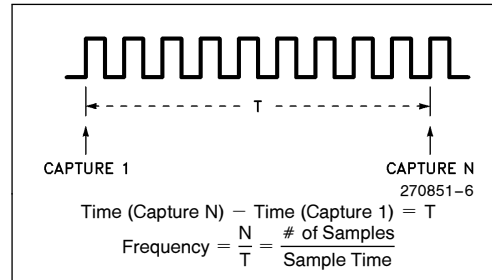 T
CAPTURE 1 CAPTURE N
270851–6
Time (Capture N) − Time (Capture 1) = T
Frequency = N/T = # of Samples/Sample Time